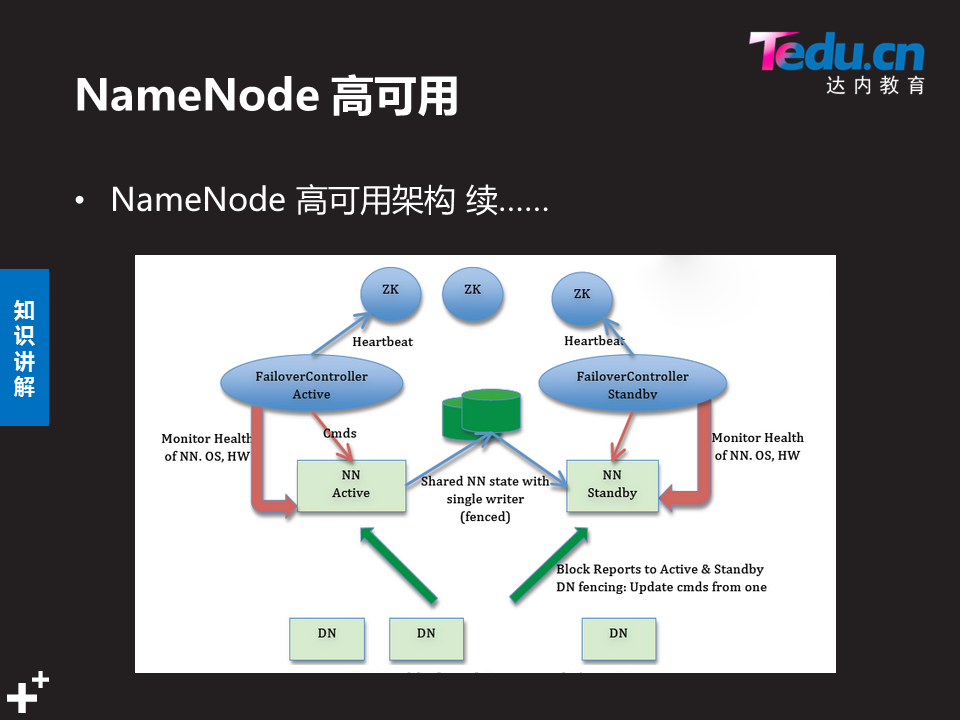 Tedu.cn
达内教育
NameNode 高可用
• NameNode 高可用架构 续……
知
识
讲
解
ZK
ZK
ZK
Heartbeat
Heartbeat
FailoverController
Active
FailoverController
Standby
Cmds
Monitor Health
of NN. OS, HW
Monitor Health
of NN. OS, HW
NN
Active
NN
Standby
Shared NN state with
single writer
(fenced)
Block Reports to Active & Standby
DN fencing: Update cmds from one
DN
DN
DN